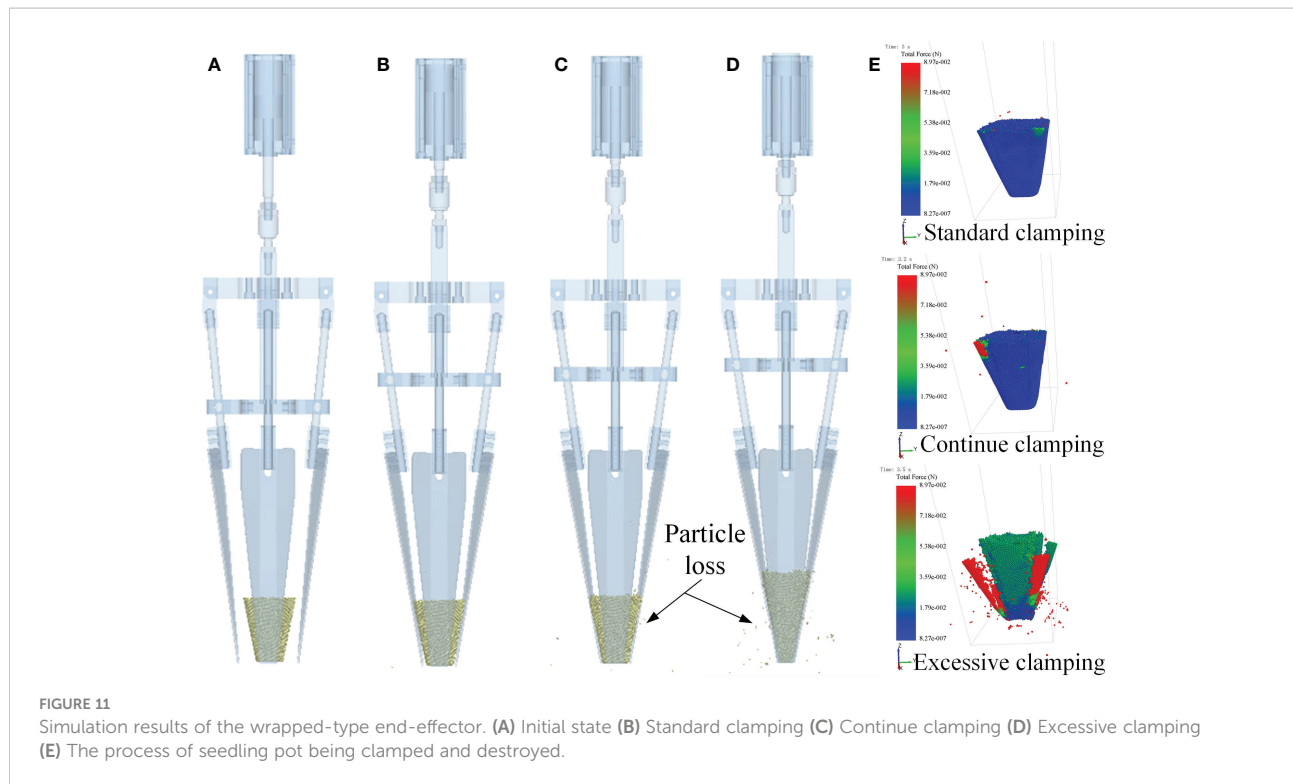 A
B
C
D
E
Time: 3 s
Total Force (N)
8.97e-002
7.18e-002
5.38e-002
3.59e-002
1.79e-002
8.27e-007
Z
Y
X
Standard clamping
Time: 3.2 s
Total Force (N)
8.97e-002
7.18e-002
5.38e-002
3.59e-002
1.79e-002
8.27e-007
Z
Y
X
Continue clamping
Particle
loss
Time: 3.5 s
Total Force (N)
8.97e-002
7.18e-002
5.38e-002
3.59e-002
1.79e-002
8.27e-007
Z
Y
X
Excessive clamping
FIGURE 11
Simulation results of the wrapped-type end-effector. (A) Initial state (B) Standard clamping (C) Continue clamping (D) Excessive clamping
(E) The process of seedling pot being clamped and destroyed.